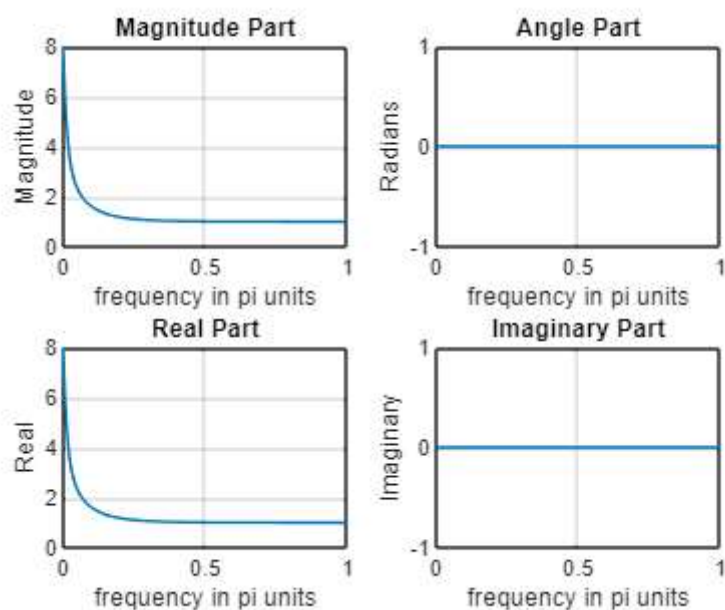 Magnitude Part
8
6
4
2
0
Magnitude
0 0.5 1
frequency in pi units
Angle Part
1
0
-1
Radians
0 0.5 1
frequency in pi units
Real Part
8
6
4
2
0
Real
0 0.5 1
frequency in pi units
Imaginary Part
1
0
-1
Imaginary
0 0.5 1
frequency in pi units